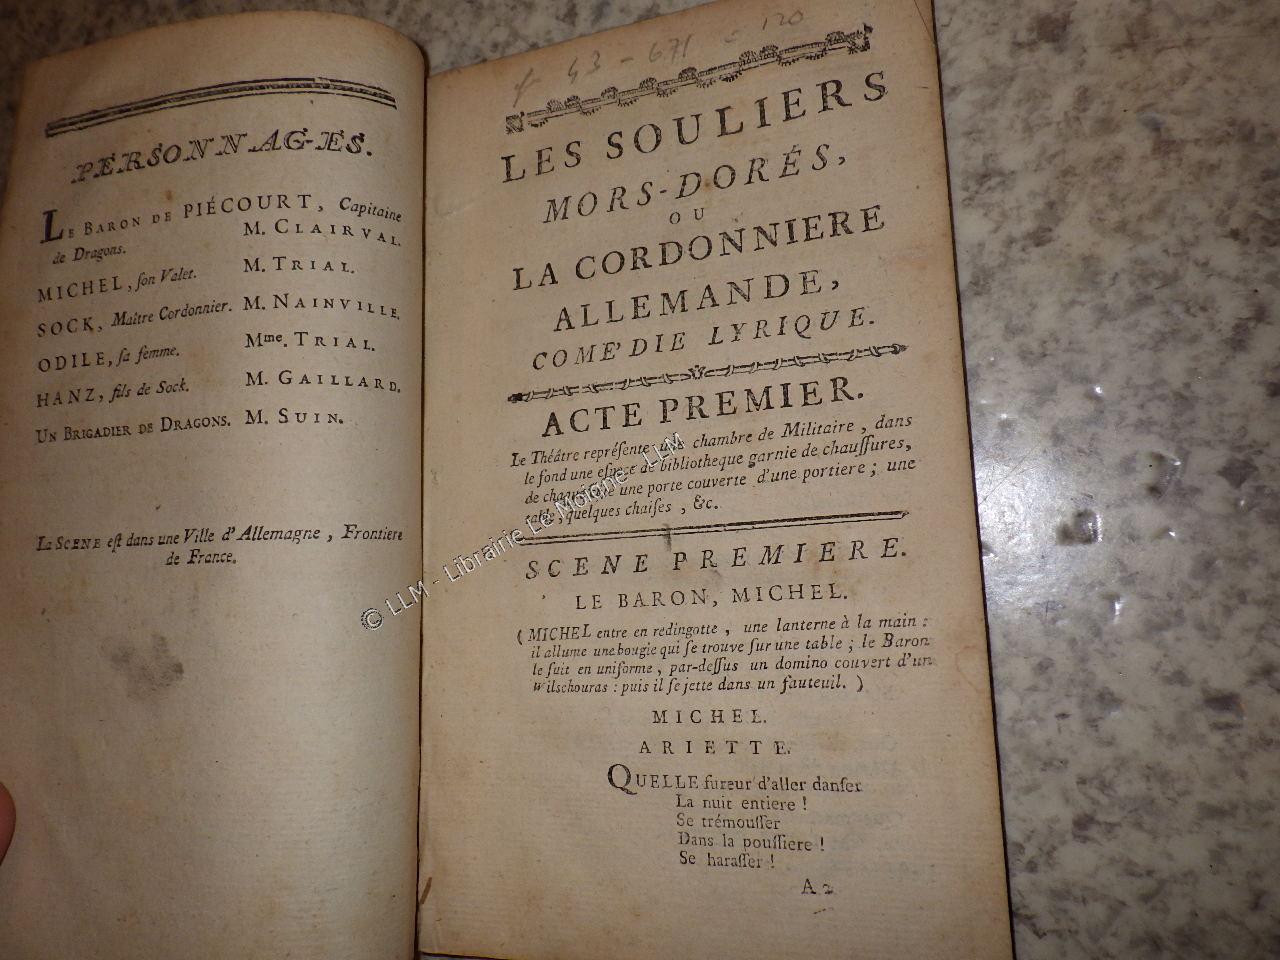 PERSONNAGES.
LE BARON DE PIÉCOURT, Capitaine
de Dragons. M. CLAIRVAL.
MICHEL, ſon Valet. M. TRIAL.
SOCK, Maître Cordonnier. M. NAINVILLE.
ODILE, ſa femme. Mme. TRIAL.
HANZ, fils de Sock. M. GAILLARD.
UN BRIGADIER DE DRAGONS. M. SUIN.
La SCENE eſt dans une Ville d'Allemagne, Frontiere
de France.
43 - 671 = 120
LES SOULIERS
MORS-DORÉS,
OU
LA CORDONNIERE
ALLEMANDE,
COME'DIE LYRIQUE.
ACTE PREMIER.
Le Théâtre repréſente une chambre de Militaire, dans
le fond une eſpece de bibliotheque garnie de chauſſures,
de chaque côté une porte couverte d'une portiere; une
table, quelques chaiſes, &c.
SCENE PREMIERE.
LE BARON, MICHEL.
(MICHEL entre en redingotte, une lanterne à la main:
il allume une bougie qui ſe trouve ſur une table; le Baron
le ſuit en uniforme, par-deſſus un domino couvert d'un
Wilschouras: puis il ſe jette dans un fauteuil.)
MICHEL.
ARIETTE.
QUELLE fureur d'aller danſer
La nuit entiere!
Se trémouſſer
Dans la pouſſiere!
Se haraſſer!
A 2
© LLM - Librairie Le Moigne - LLM